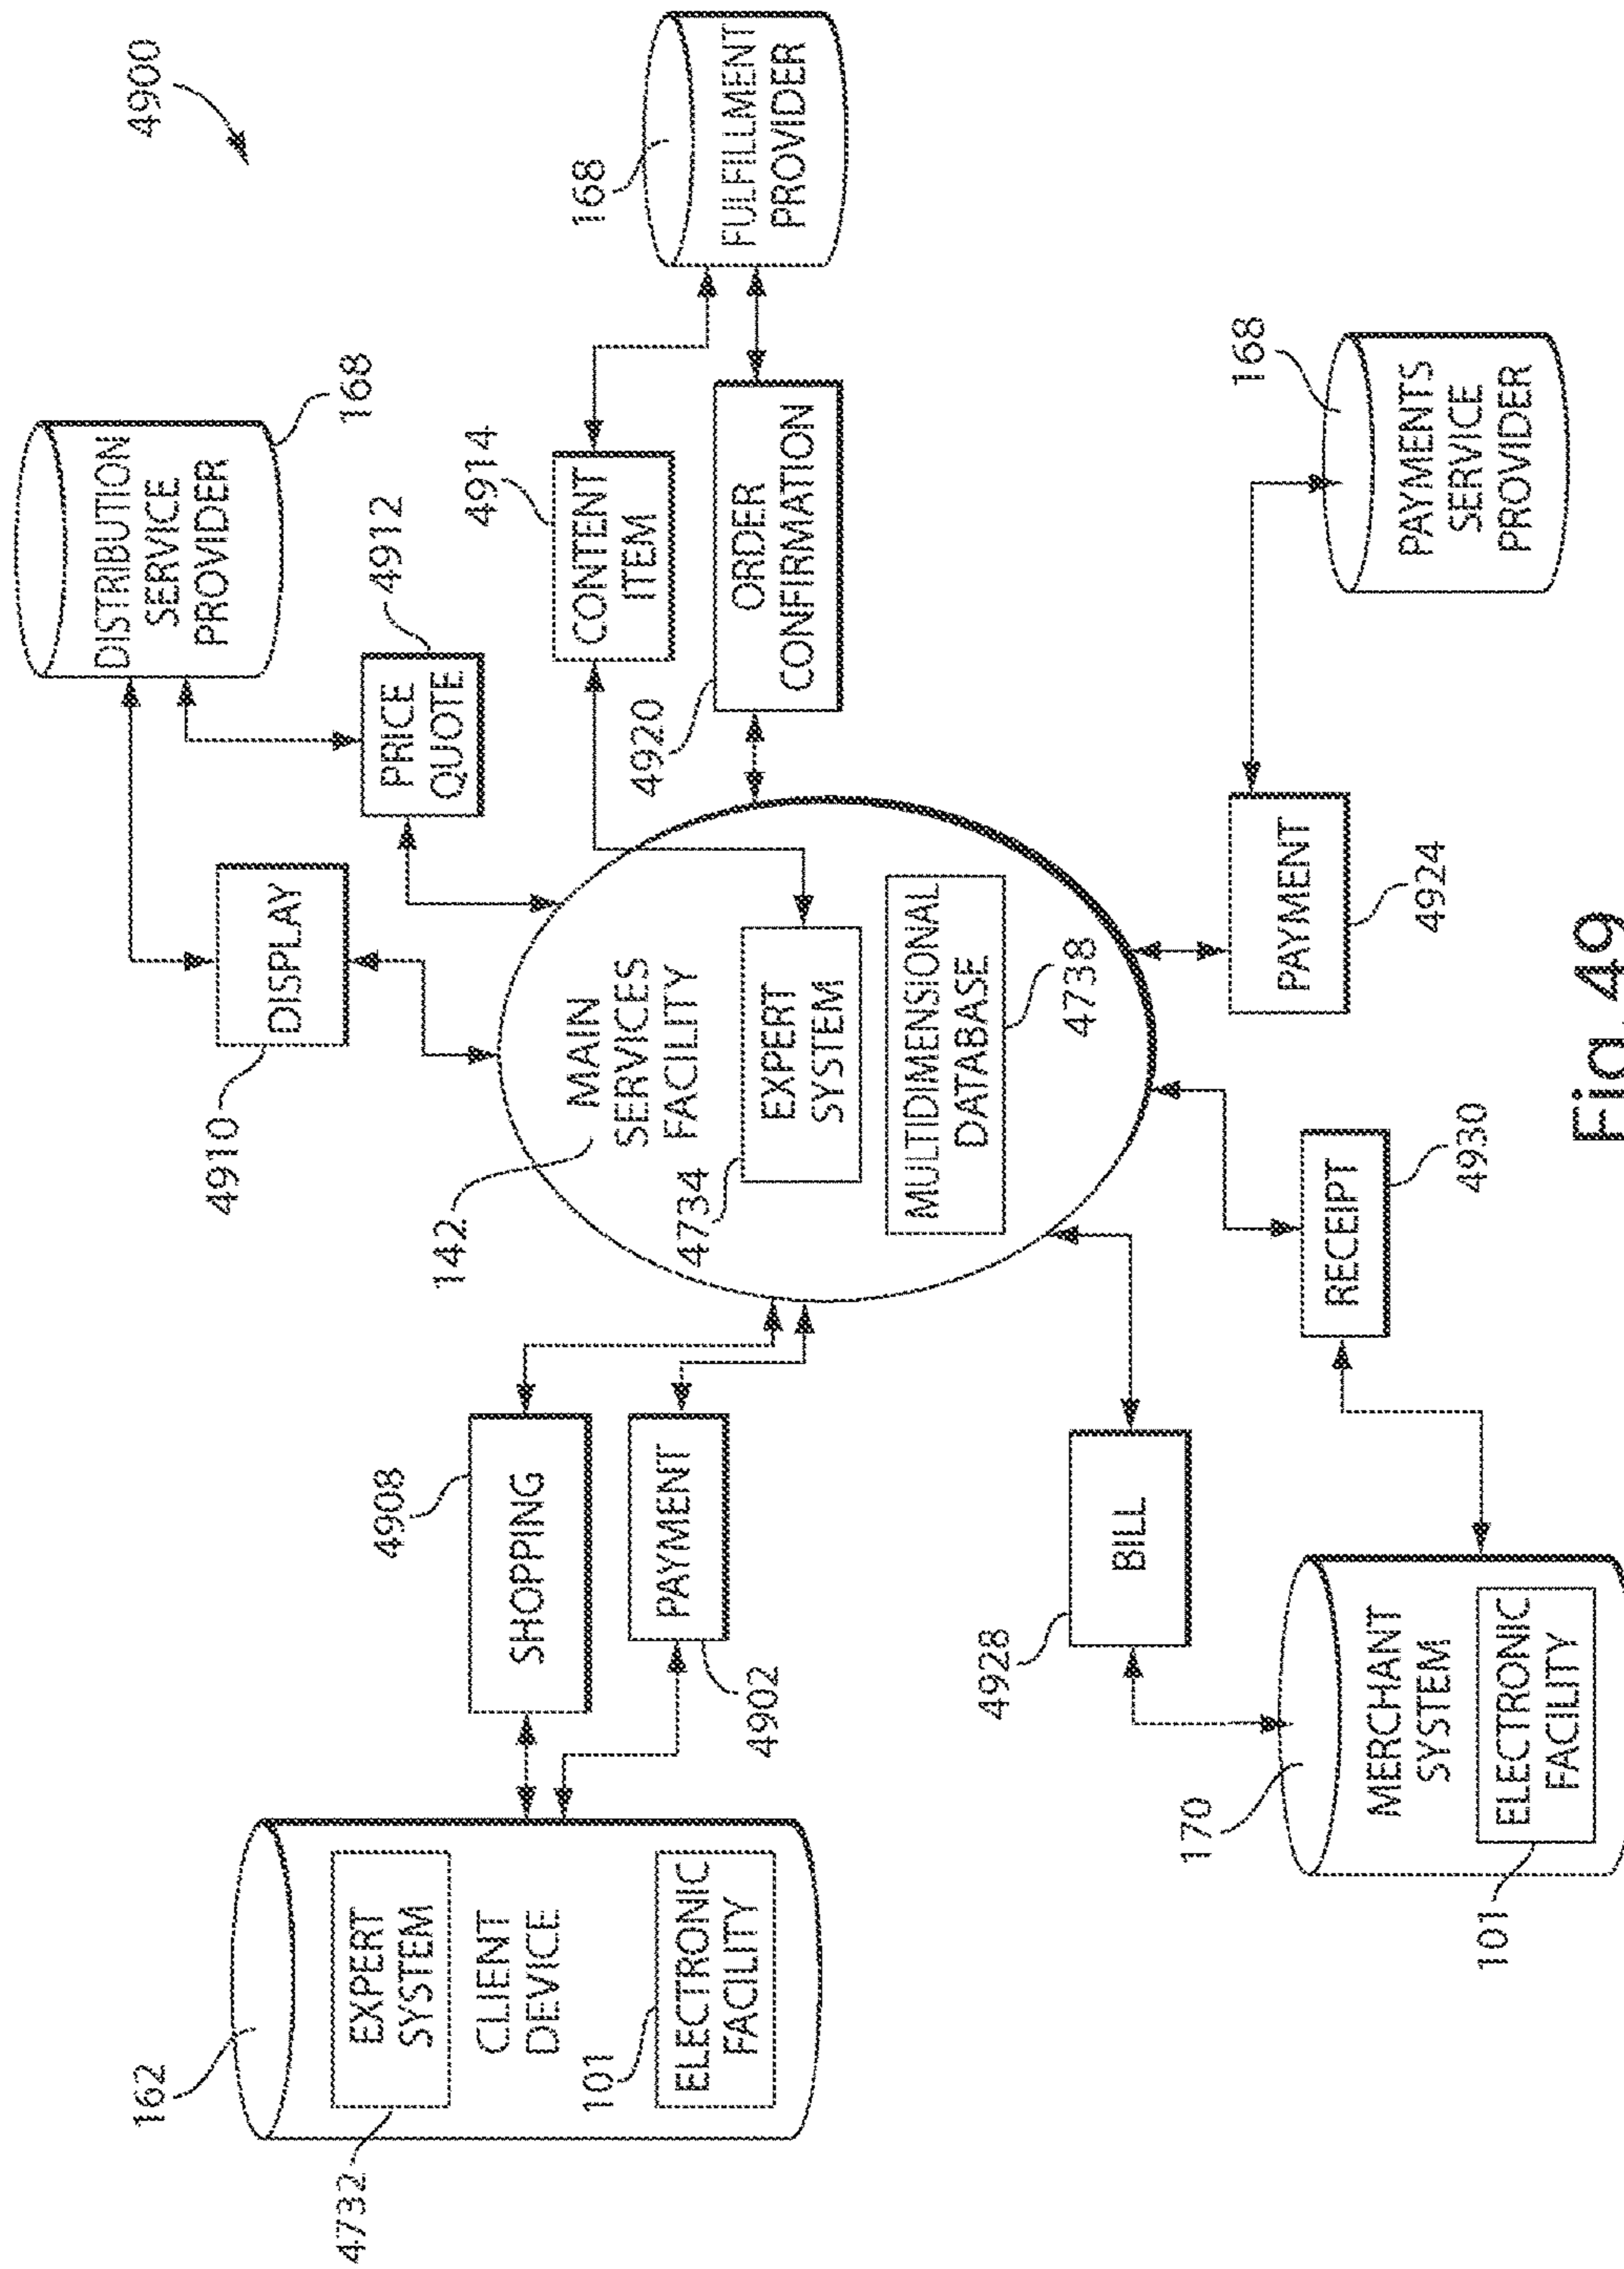 4900
162
4732
EXPERT
SYSTEM
CLIENT
DEVICE
101
ELECTRONIC
FACILITY
4908
SHOPPING
PAYMENT
4902
4910
DISPLAY
DISTRIBUTION
SERVICE
PROVIDER
168
PRICE
QUOTE
4912
142
MAIN
SERVICES
FACILITY
4734
EXPERT
SYSTEM
MULTIDIMENSIONAL
DATABASE
4738
4914
CONTENT
ITEM
4920
ORDER
CONFIRMATION
168
FULFILLMENT
PROVIDER
4928
BILL
170
MERCHANT
SYSTEM
ELECTRONIC
FACILITY
101
RECEIPT
4930
PAYMENT
4924
168
PAYMENTS
SERVICE
PROVIDER
Fig. 49